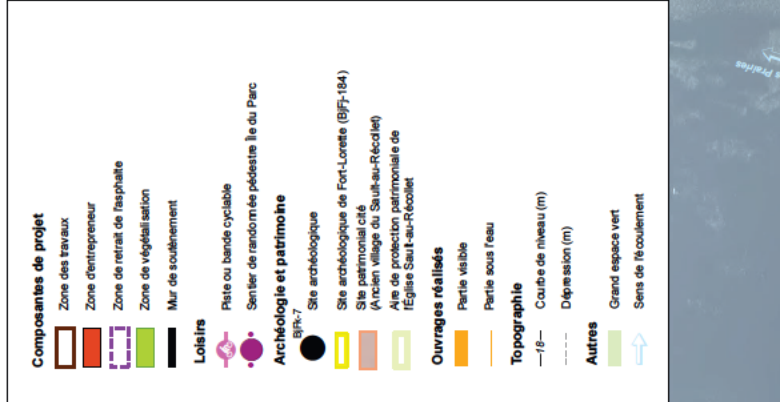 Composantes de projet
Zone des travaux
Zone d'entrepreneur
Zone de retrait de l'asphalte
Zone de végétalisation
Mur de soutènement
Loisirs
Piste ou bande cyclable
Sentier de randonnée pédestre Île du Parc
Archéologie et patrimoine
BjFk-7
Site archéologique
Site archéologique de Fort-Lorette (BjFj-184)
Site patrimonial cité
(Ancien village du Sault-au-Récollet)
Aire de protection patrimoniale de
l'Église Sault-au-Récollet
Ouvrages réalisés
Partie visible
Partie sous l'eau
Topographie
18
Courbe de niveau (m)
Dépression (m)
Autres
Grand espace vert
Sens de l'écoulement
Prairies